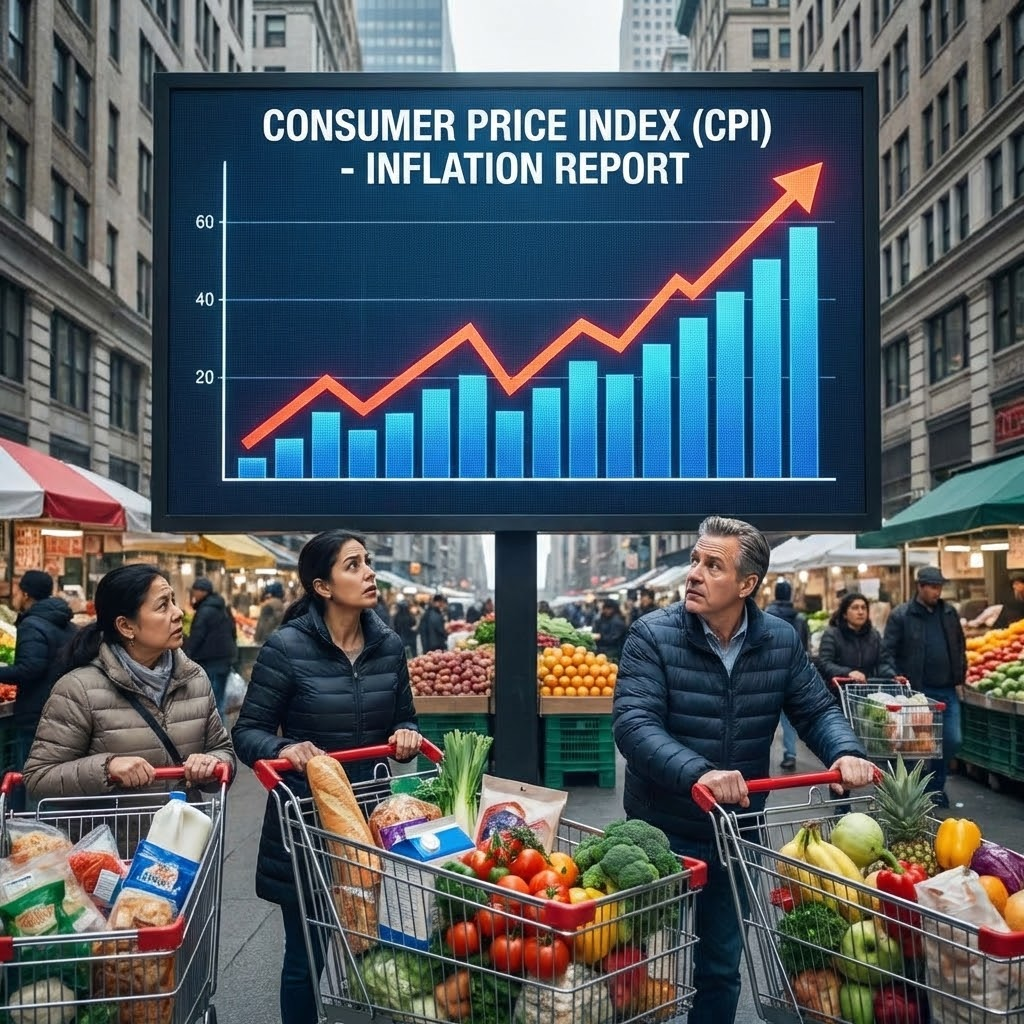 CONSUMER PRICE INDEX (CPI)
- INFLATION REPORT
60
40
20